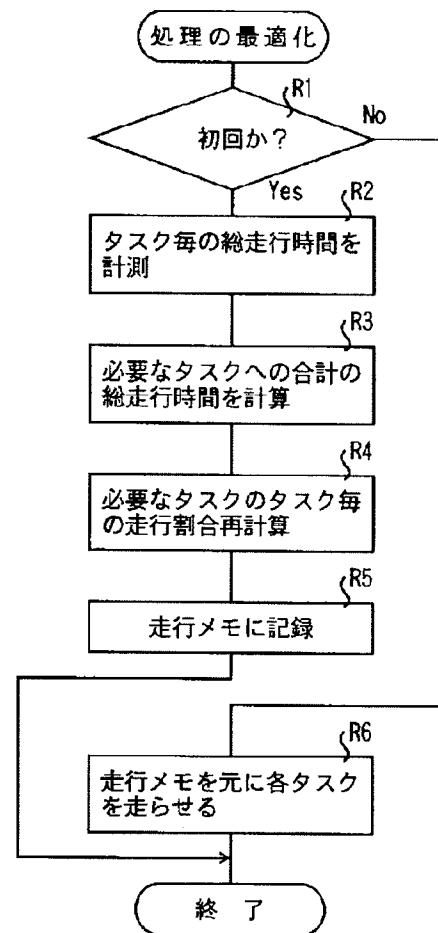 処理の最適化
R1
初回か?
No
Yes
R2
タスク毎の総走行時間を
計測
R3
必要なタスクへの合計の
総走行時間を計算
R4
必要なタスクのタスク毎
の走行割合再計算
R5
走行メモに記録
R6
走行メモを元に各タスク
を走らせる
終了